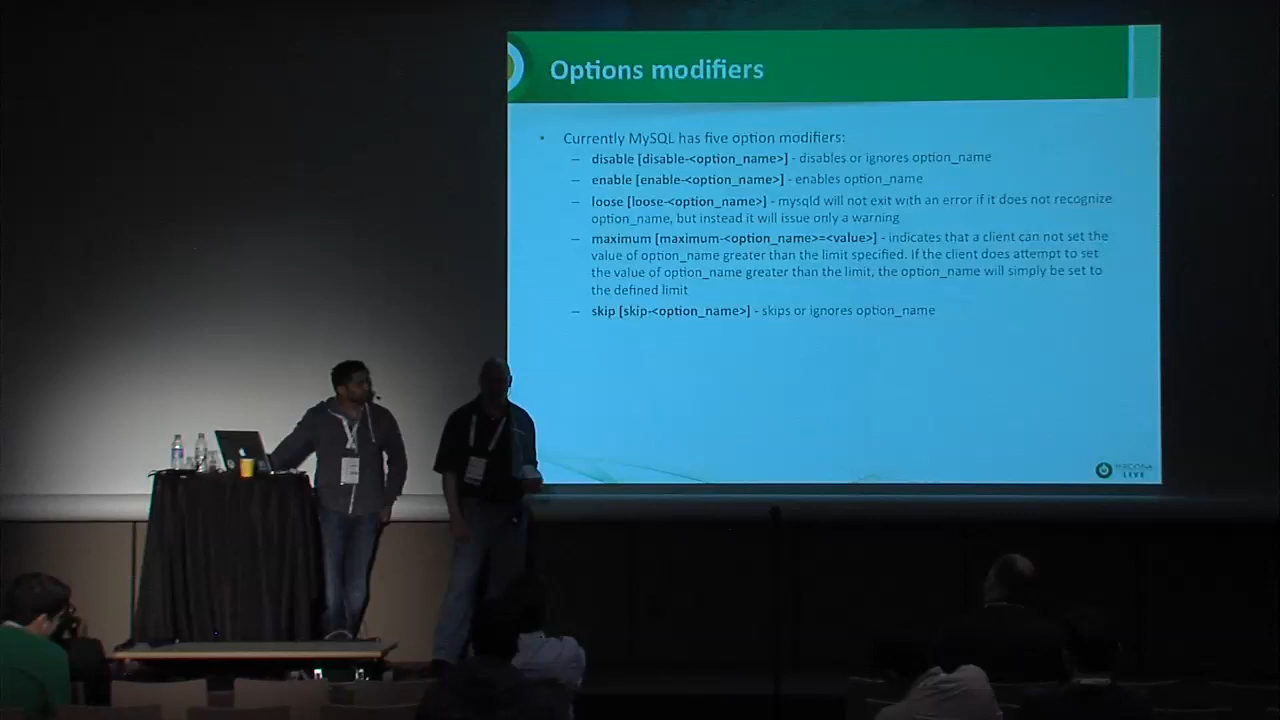 Options modifiers
• Currently MySQL has five option modifiers:
– disable [disable-<option_name>] - disables or ignores option_name
– enable [enable-<option_name>] - enables option_name
– loose [loose-<option_name>] - mysqld will not exit with an error if it does not recognize
option_name, but instead it will issue only a warning
– maximum [maximum-<option_name>=<value>] - indicates that a client can not set the
value of option_name greater than the limit specified. If the client does attempt to set
the value of option_name greater than the limit, the option_name will simply be set to
the defined limit
– skip [skip-<option_name>] - skips or ignores option_name
PERCONA
LIVE